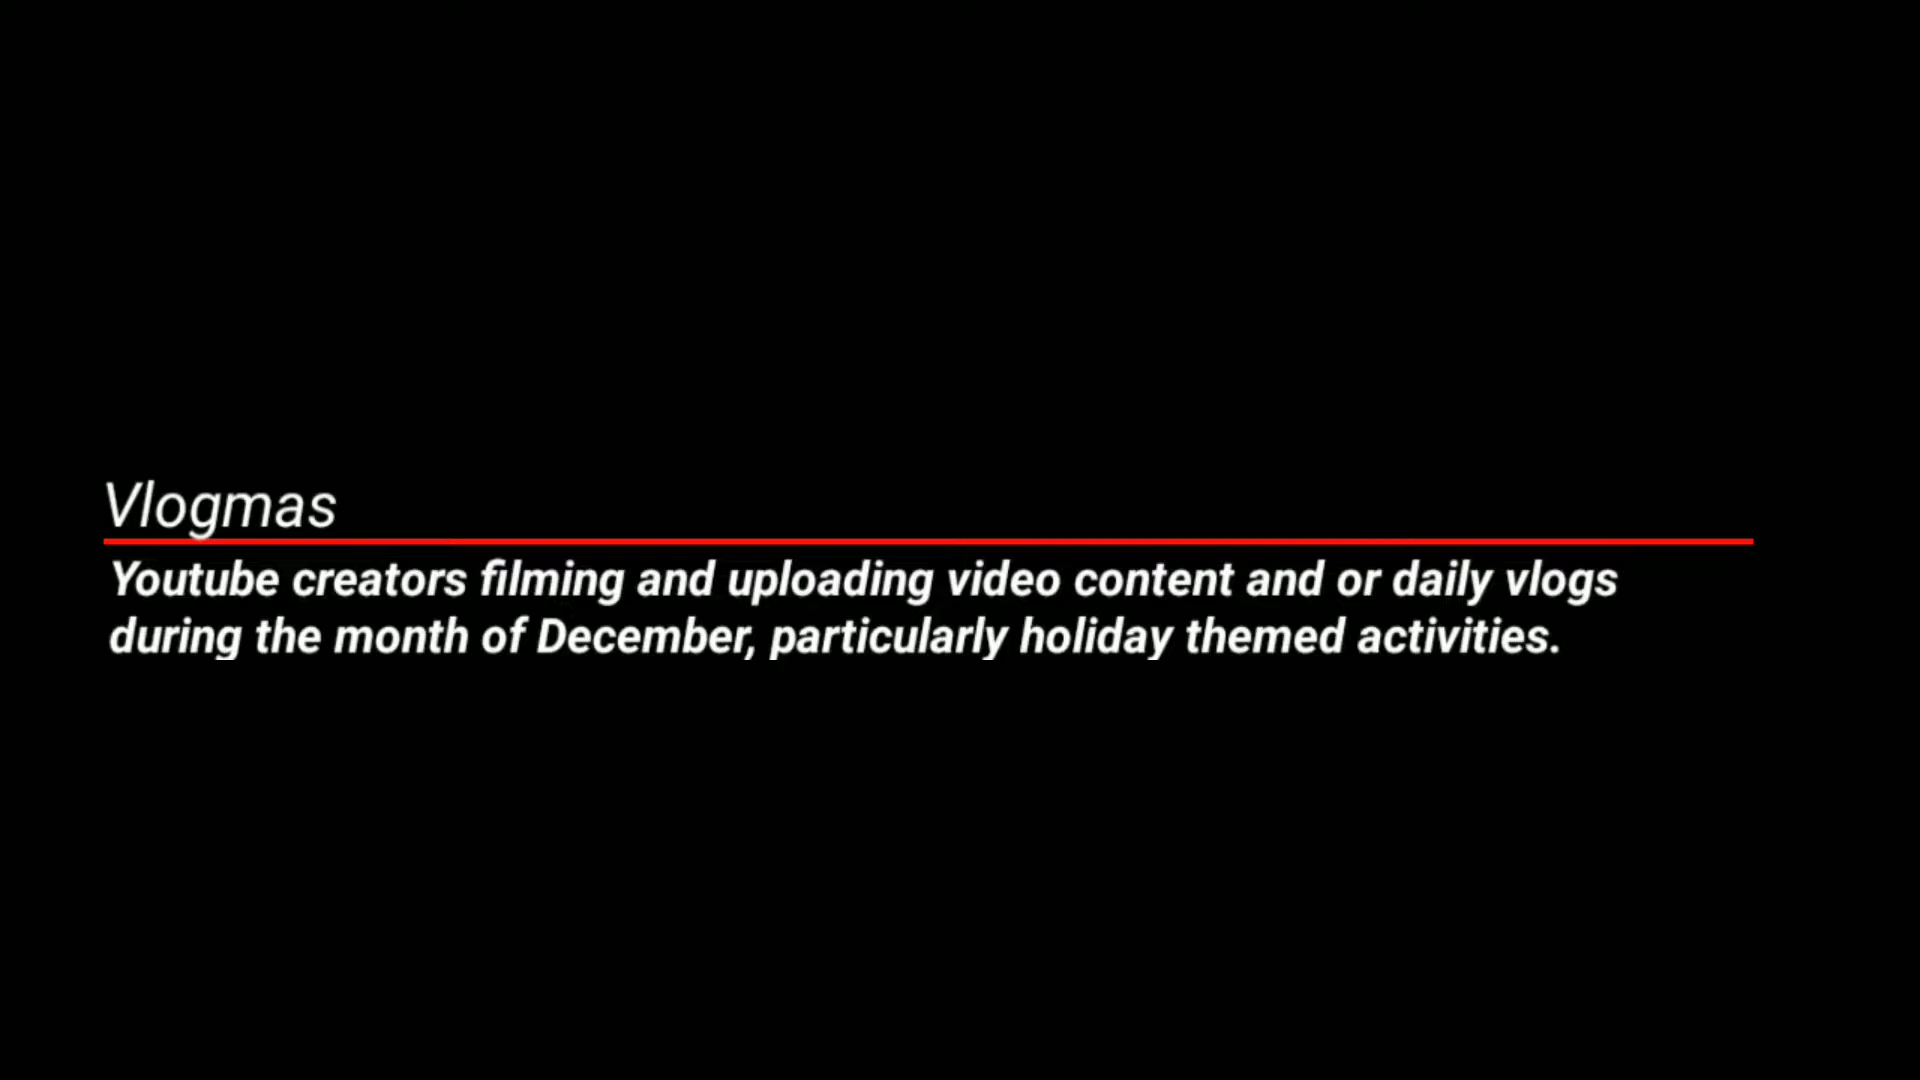 Vlogmas
Youtube creators filming and uploading video content and or daily vlogs
during the month of December, particularly holiday themed activities.